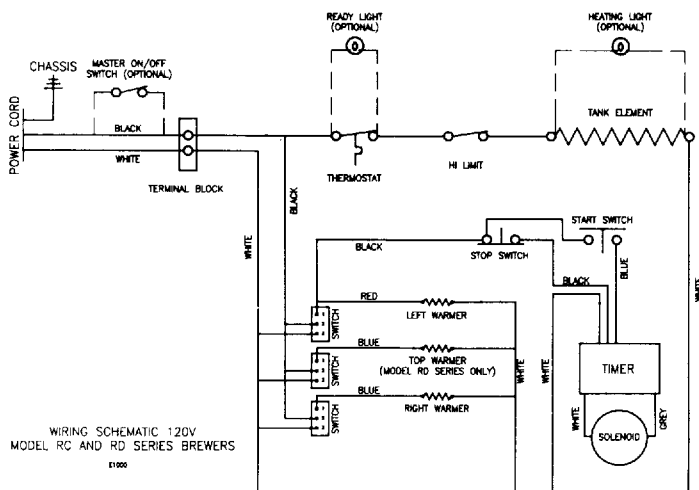 READY LIGHT
(OPTIONAL)
HEATING LIGHT
(OPTIONAL)
CHASSIS
MASTER ON/OFF
SWITCH (OPTIONAL)
POWER CORD
BLACK
WHITE
TERMINAL BLOCK
THERMOSTAT
HI LIMIT
TANK ELEMENT
BLACK
WHITE
BLACK
STOP SWITCH
START SWITCH
BLACK
BLUE
WHITE
RED
LEFT WARMER
SWITCH
BLUE
TOP WARMER
(MODEL RD SERIES ONLY)
SWITCH
BLUE
RIGHT WARMER
SWITCH
WHITE
WHITE
TIMER
WHITE
GREY
SOLENOID
WIRING SCHEMATIC 120V
MODEL RC AND RD SERIES BREWERS
E1000